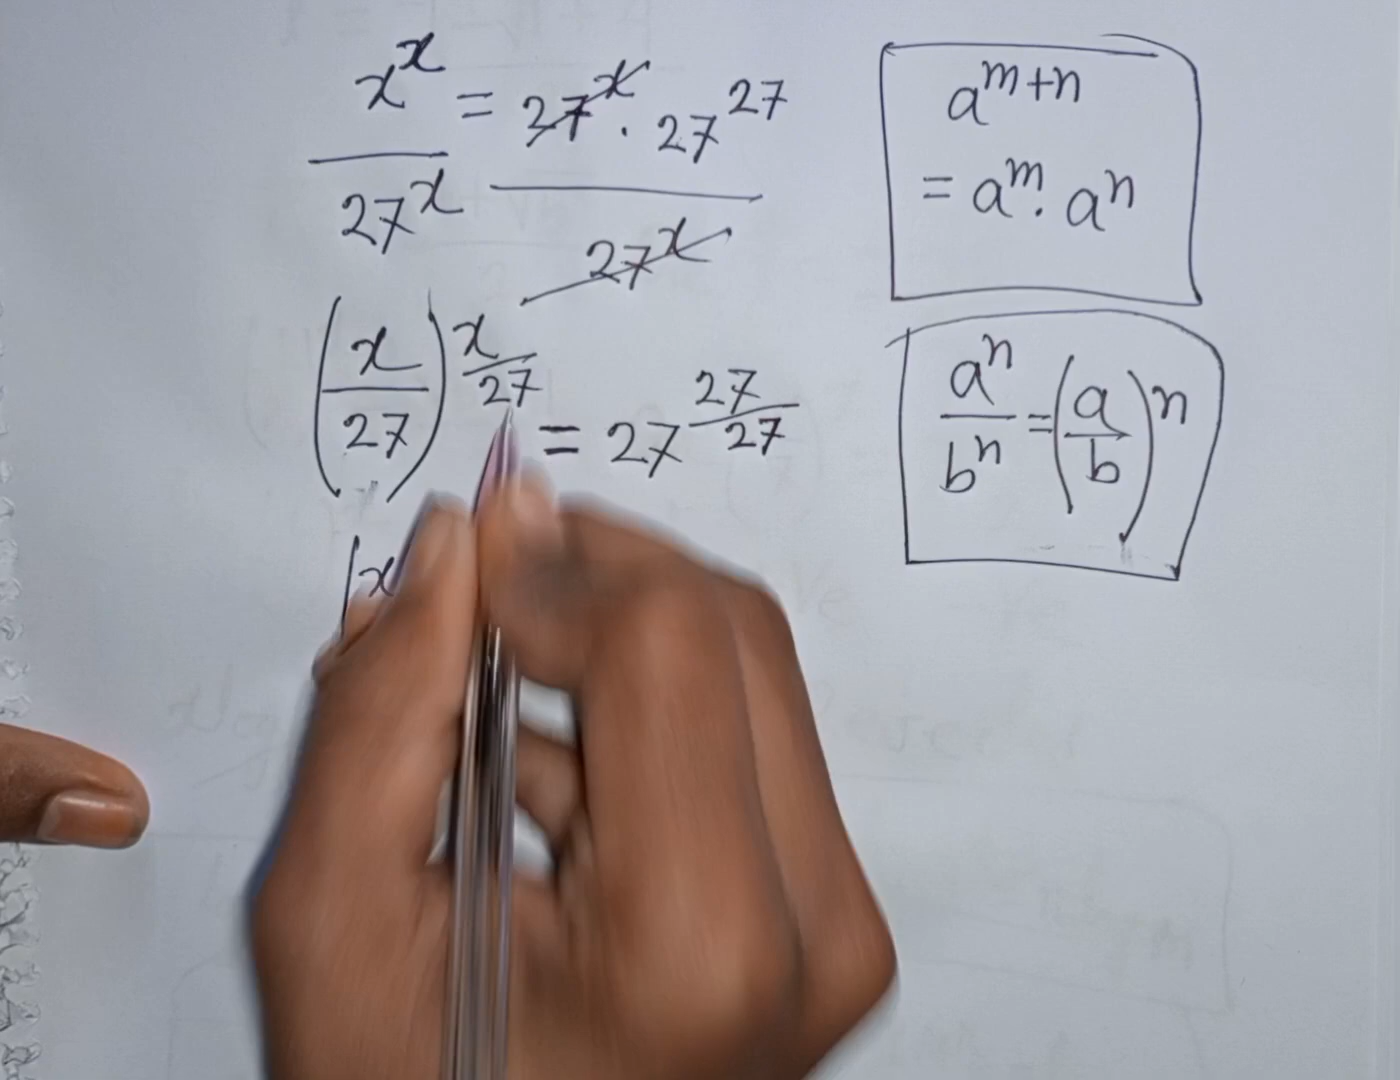 x^x / 27^x = 27^x · 27^27 / 27^x
(x/27)^(x/27) = 27^(27/27)
(x
a^(m+n)
= a^m · a^n
a^n / b^n = (a/b)^n